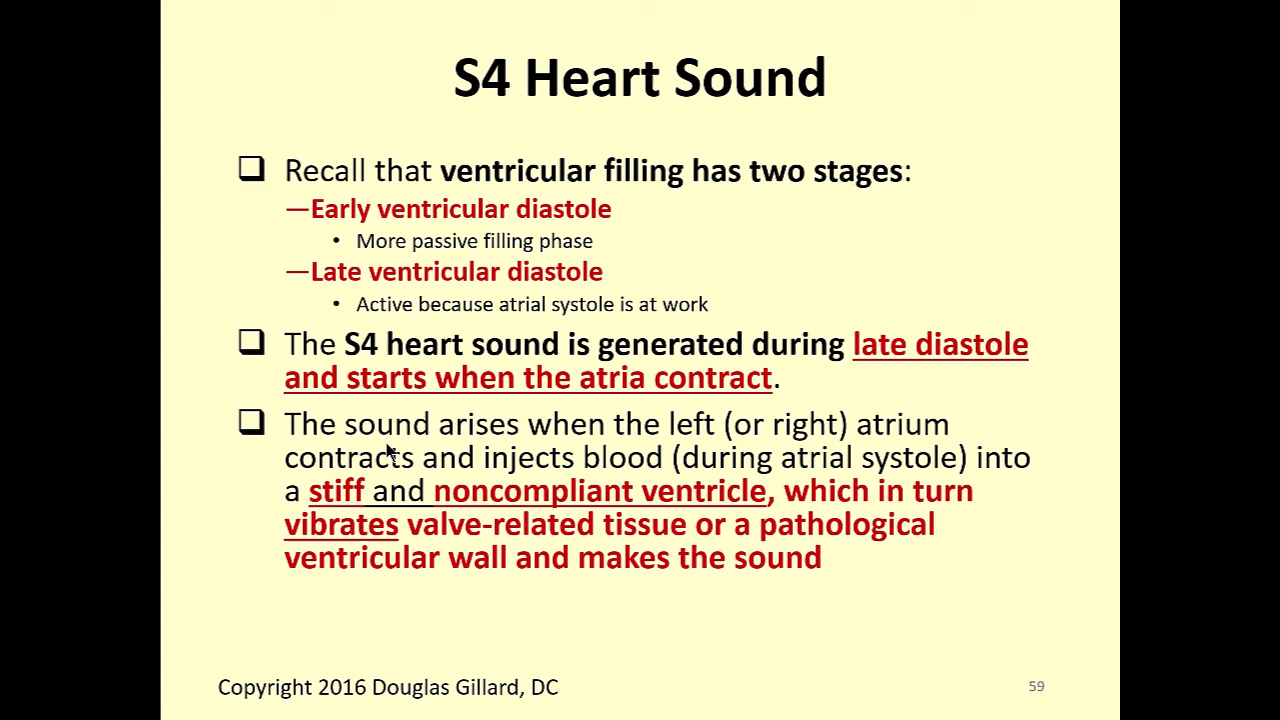 S4 Heart Sound
❑ Recall that ventricular filling has two stages:
—Early ventricular diastole
• More passive filling phase
—Late ventricular diastole
• Active because atrial systole is at work
❑ The S4 heart sound is generated during late diastole
and starts when the atria contract.
❑ The sound arises when the left (or right) atrium
contracts and injects blood (during atrial systole) into
a stiff and noncompliant ventricle, which in turn
vibrates valve-related tissue or a pathological
ventricular wall and makes the sound
Copyright 2016 Douglas Gillard, DC
59